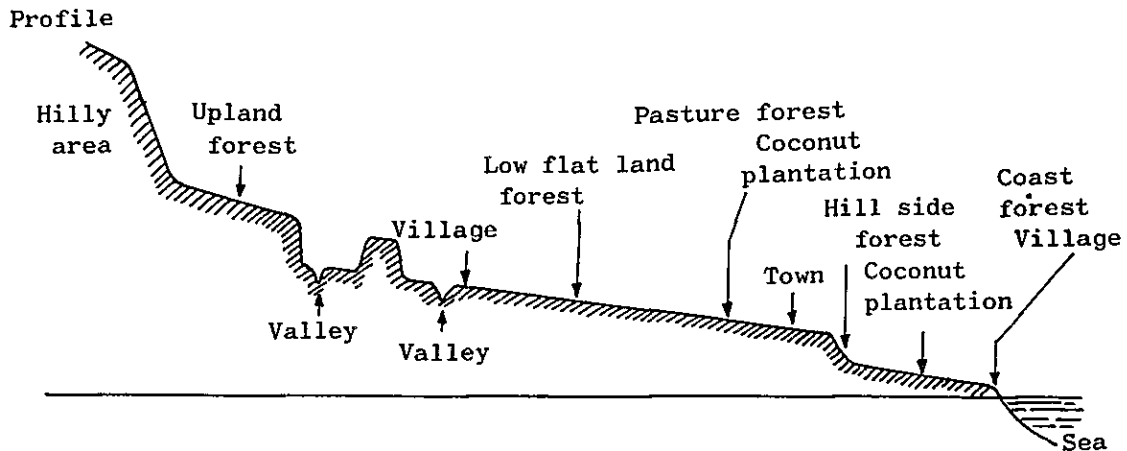 Profile
Hilly
area
Upland
forest
Valley
Village
Valley
Low flat land
forest
Pasture forest
Coconut
plantation
Town
Hill side
forest
Coconut
plantation
Coast
forest
Village
Sea